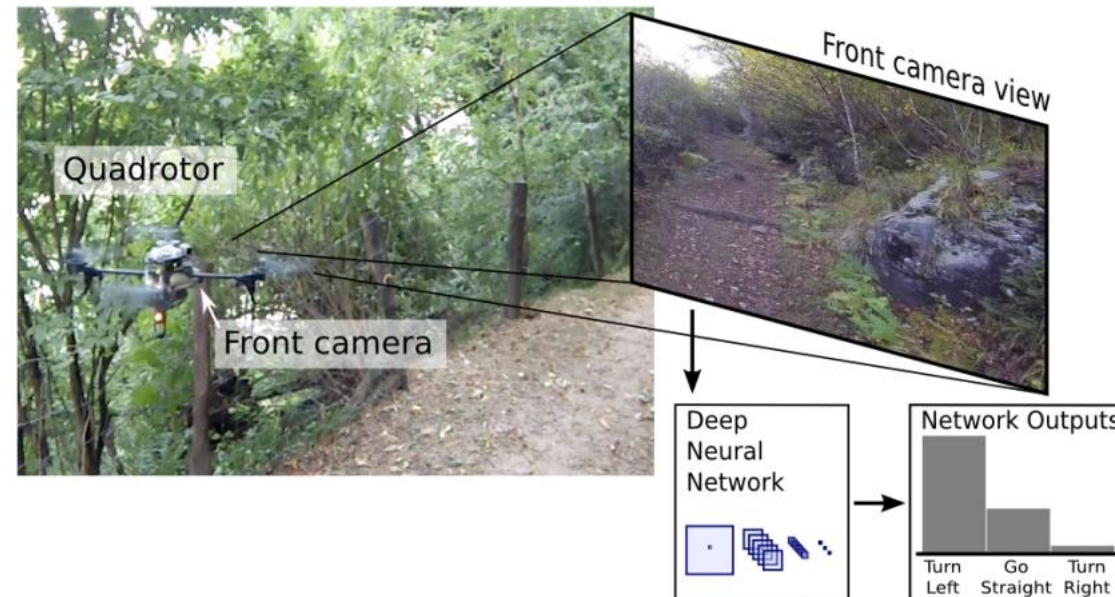 Front camera view
Quadrotor
Front camera
Deep
Neural
Network
Network Outputs
Turn
Left
Go
Straight
Turn
Right